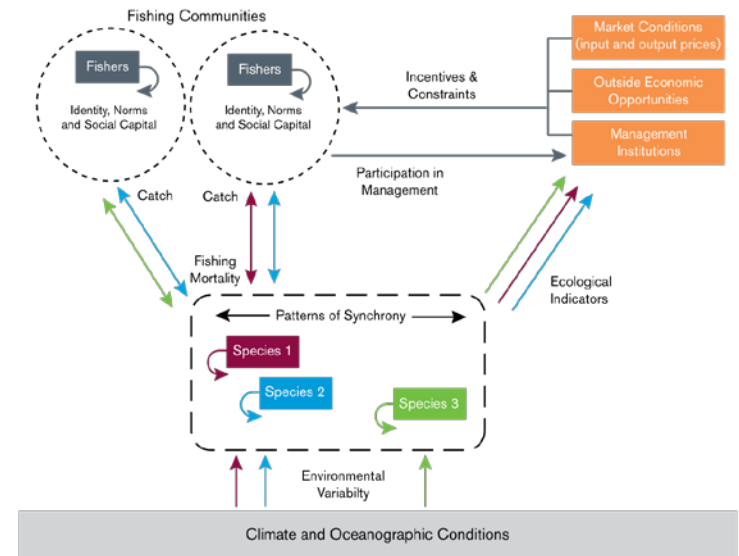 Fishing Communities
Fishers
Identity, Norms
and Social Capital
Fishers
Identity, Norms
and Social Capital
Incentives &
Constraints
Market Conditions
(input and output prices)
Outside Economic
Opportunities
Management
Institutions
Participation in
Management
Catch
Catch
Fishing
Mortality
Ecological
Indicators
Patterns of Synchrony
Species 1
Species 2
Species 3
Environmental
Variabilty
Climate and Oceanographic Conditions